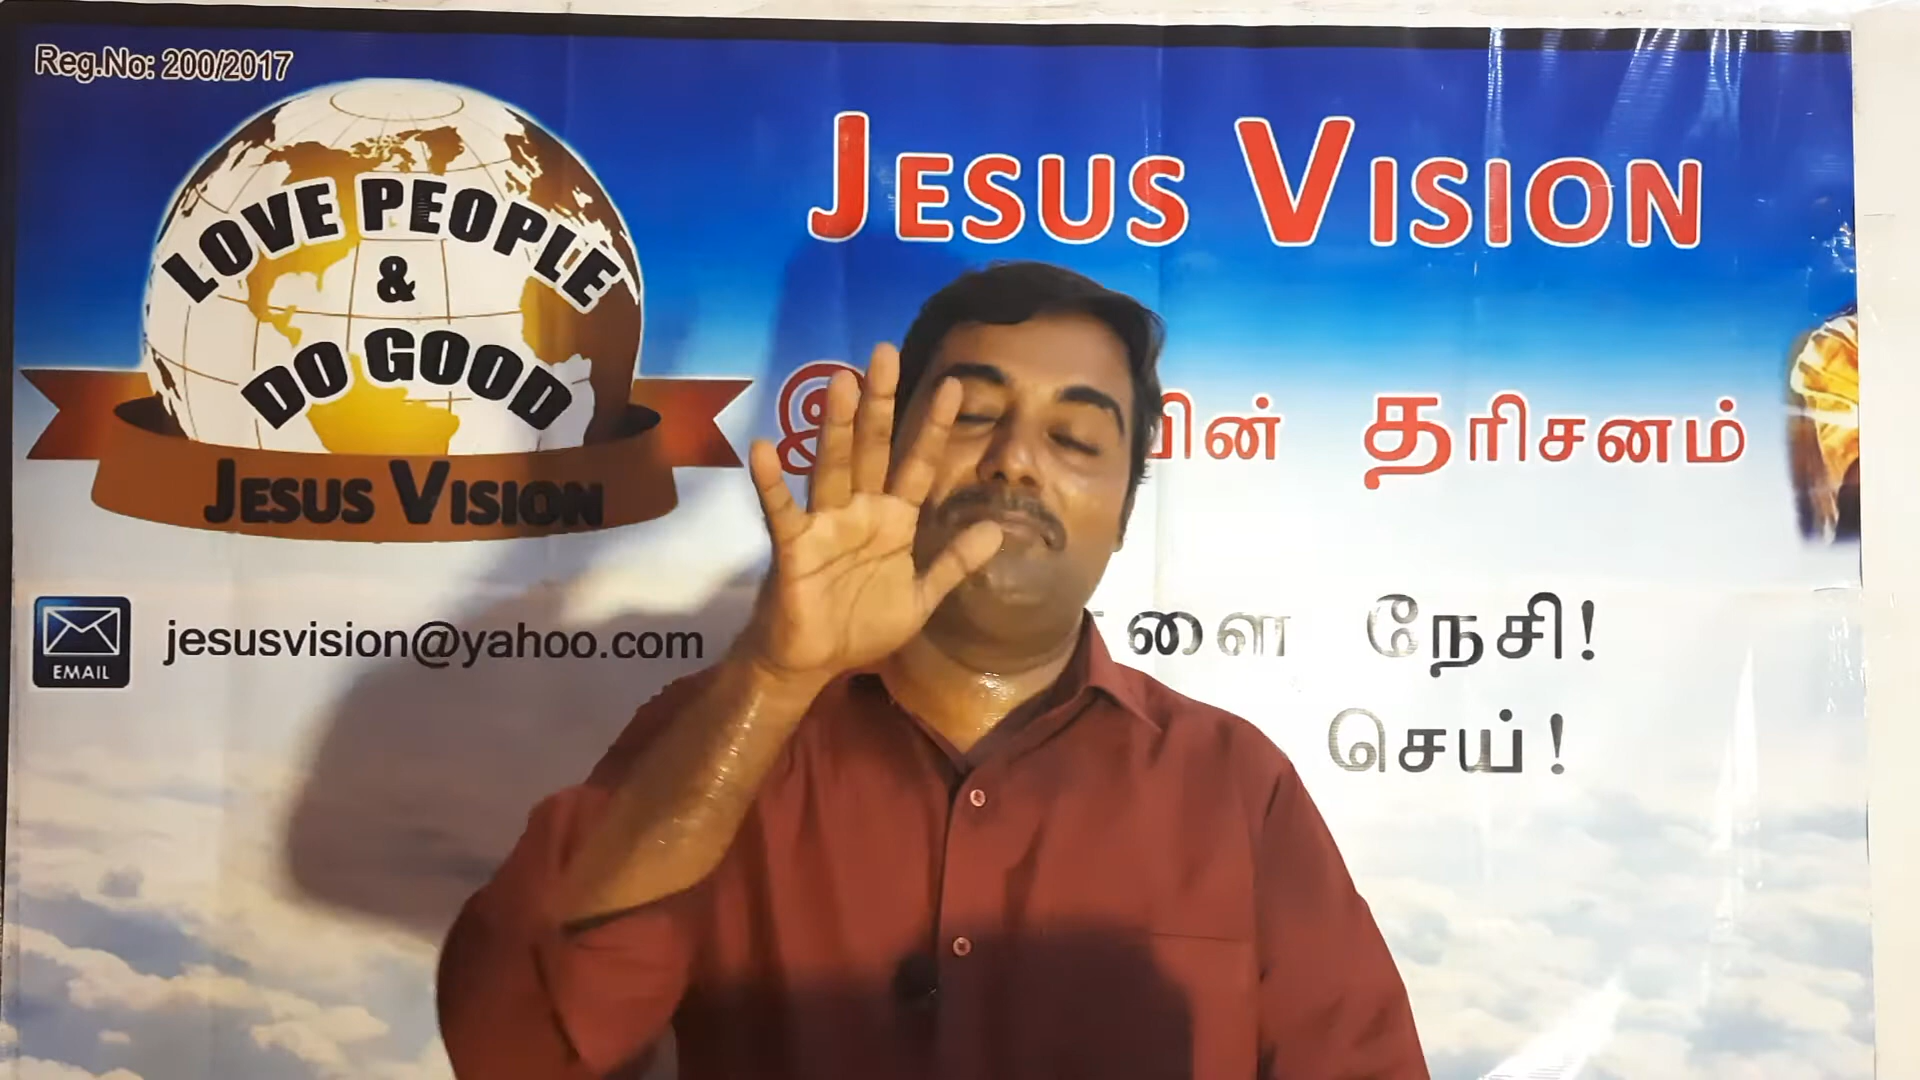 Reg.No: 200/2017
LOVE PEOPLE
&
DO GOOD
JESUS VISION
EMAIL
jesusvision@yahoo.com
JESUS VISION
தரிசனம்
நேசி!
செய்!